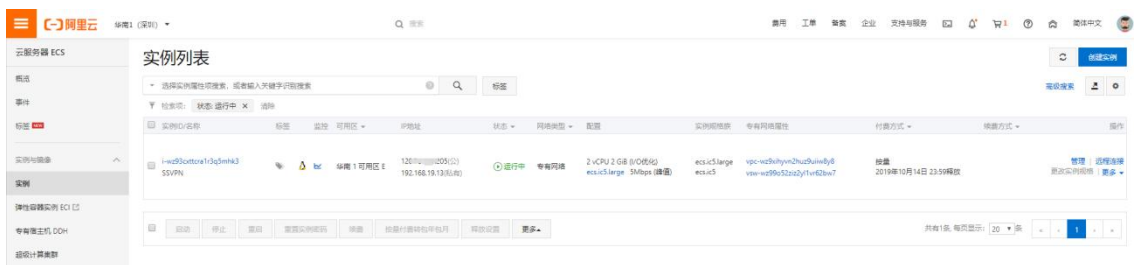 阿里云 华南1(深圳) 搜索 费用 工单 备案 企业 支持与服务 简体中文
云服务器 ECS
概览
事件
标签
实例与镜像
实例
弹性容器实例 ECI
专有宿主机 DDH
超级计算集群
实例列表 创建实例
选择实例属性项搜索，或者输入关键字识别搜索 标签 高级搜索
检索项： 状态: 运行中 × 清除
实例ID/名称 标签 监控 可用区 IP地址 状态 网络类型 配置 实例规格族 专有网络属性 付费方式 续费方式 操作
i-wz93cxttcra1r3q5mhk3 华南 1 可用区 E 运行中 专有网络 2 vCPU 2 GiB (I/O优化) ecs.ic5.large 按量 管理 | 远程连接
SSVPN 192.168.19.13(私有) ecs.ic5.large 5Mbps (峰值) ecs.ic5 2019年10月14日 23:59释放 更改实例规格 | 更多
启动 停止 重启 重置实例密码 续费 按量付费转包年包月 释放设置 更多 共有1条, 每页显示: 20 条 « ‹ 1 › »